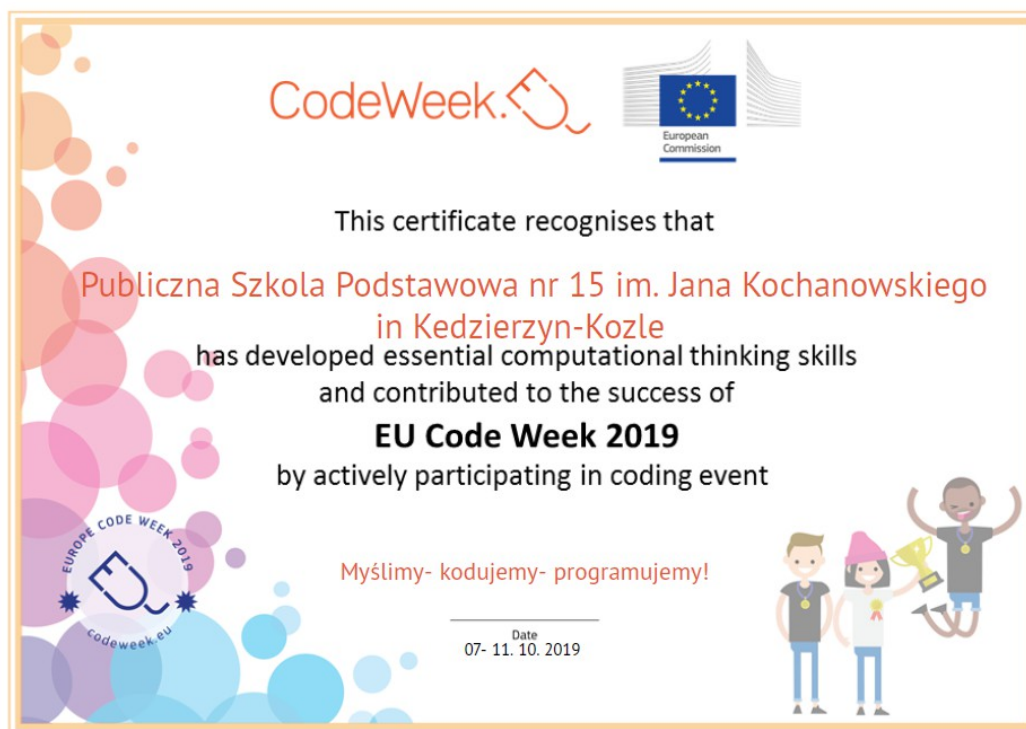 CodeWeek.
European
Commission
This certificate recognises that
Publiczna Szkola Podstawowa nr 15 im. Jana Kochanowskiego
in Kedzierzyn-Kozle
has developed essential computational thinking skills
and contributed to the success of
EU Code Week 2019
by actively participating in coding event
EUROPE CODE WEEK 2019
codeweek.eu
Myślimy- kodujemy- programujemy!
Date
07- 11. 10. 2019